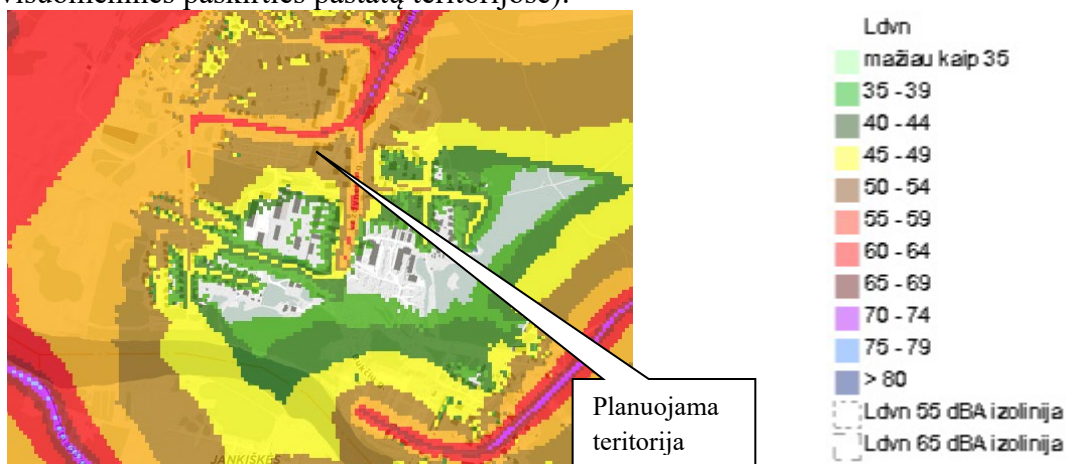 visuomeninės paskirties pastatų teritorijose).
Ldvn
mažiau kaip 35
35 - 39
40 - 44
45 - 49
50 - 54
55 - 59
60 - 64
65 - 69
70 - 74
75 - 79
> 80
Ldvn 55 dBA izolinija
Ldvn 65 dBA izolinija
Planuojama
teritorija
JANKIŠKĖS